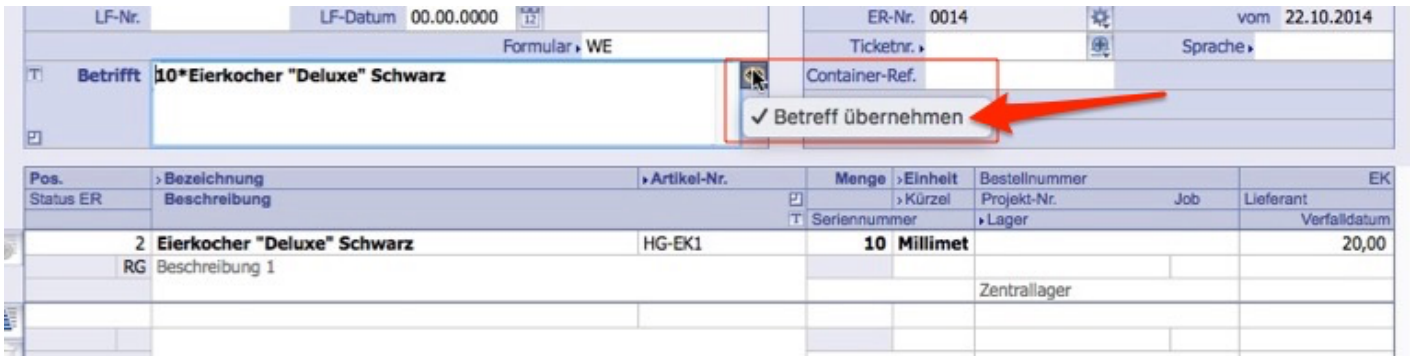 LF-Nr. LF-Datum 00.00.0000 12 ER-Nr. 0014 vom 22.10.2014
Formular WE Ticketnr. Sprache
T Betrifft 10*Eierkocher "Deluxe" Schwarz Container-Ref.
✓ Betreff übernehmen
Pos. Bezeichnung Artikel-Nr. Menge Einheit Bestellnummer EK
Status ER Beschreibung Kürzel Projekt-Nr. Job Lieferant
T Seriennummer Lager Verfalldatum
2 Eierkocher "Deluxe" Schwarz HG-EK1 10 Millimet 20,00
RG Beschreibung 1
Zentrallager